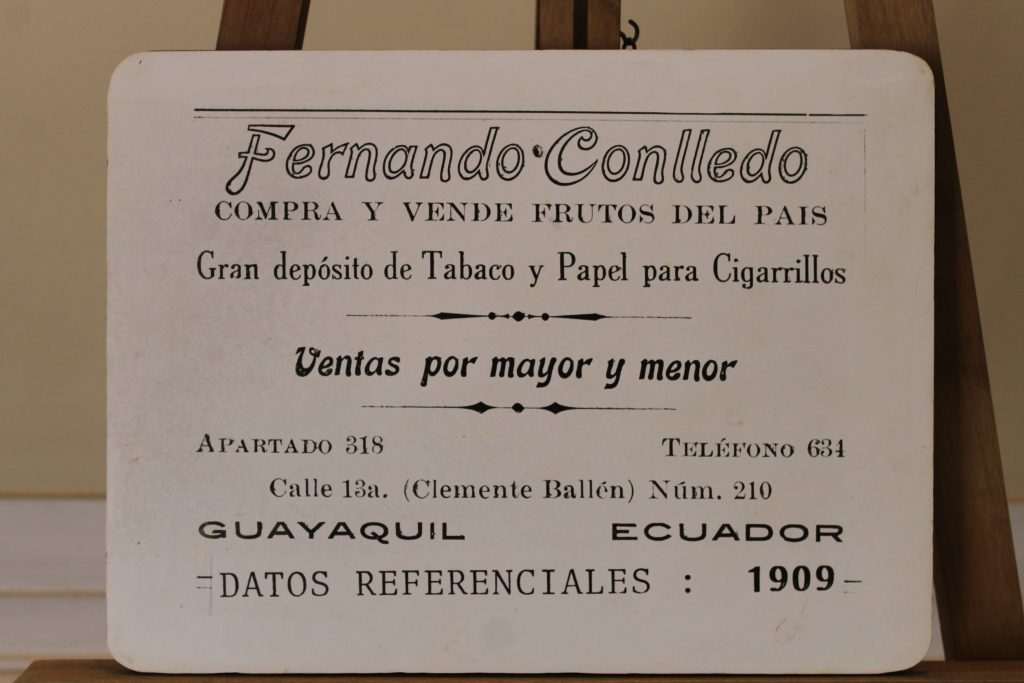 Fernando Conlledo
COMPRA Y VENDE FRUTOS DEL PAIS
Gran depósito de Tabaco y Papel para Cigarrillos
Ventas por mayor y menor
APARTADO 318 TELÉFONO 634
Calle 13a. (Clemente Ballén) Núm. 210
GUAYAQUIL ECUADOR
=DATOS REFERENCIALES : 1909-